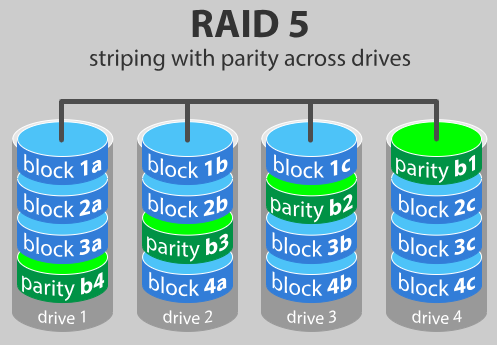 RAID 5
striping with parity across drives
block 1a
block 2a
block 3a
parity b4
drive 1
block 1b
block 2b
parity b3
block 4a
drive 2
block 1c
parity b2
block 3b
block 4b
drive 3
parity b1
block 2c
block 3c
block 4c
drive 4